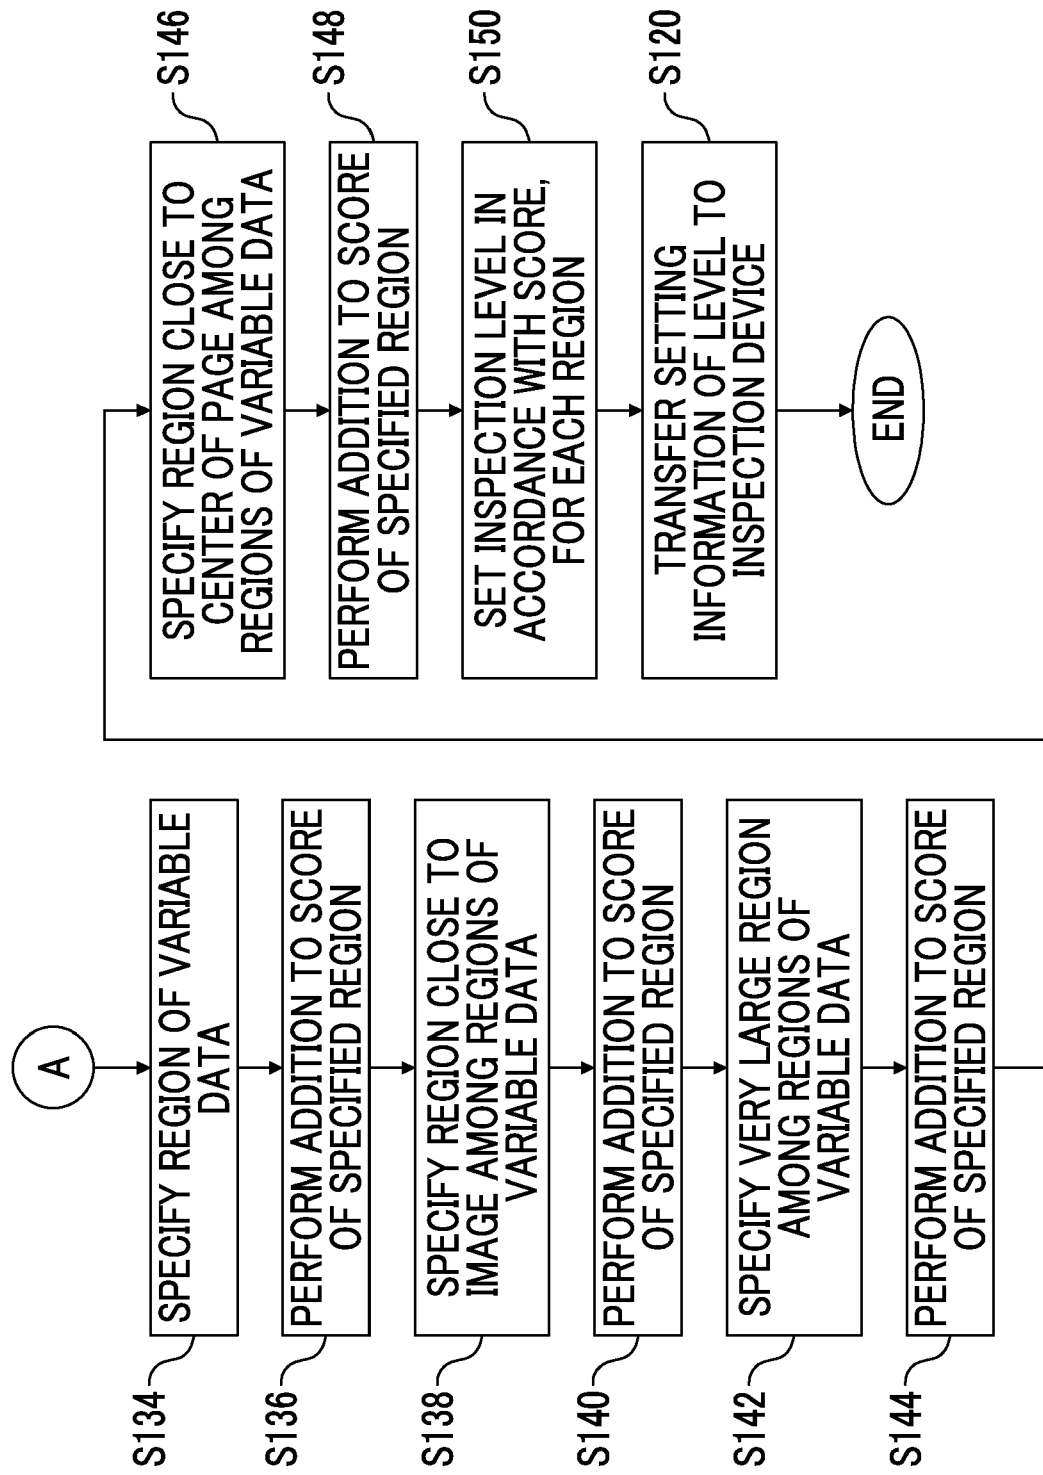 A
S134
SPECIFY REGION OF VARIABLE
DATA
S136
PERFORM ADDITION TO SCORE
OF SPECIFIED REGION
S138
SPECIFY REGION CLOSE TO
IMAGE AMONG REGIONS OF
VARIABLE DATA
S140
PERFORM ADDITION TO SCORE
OF SPECIFIED REGION
S142
SPECIFY VERY LARGE REGION
AMONG REGIONS OF
VARIABLE DATA
S144
PERFORM ADDITION TO SCORE
OF SPECIFIED REGION
S146
SPECIFY REGION CLOSE TO
CENTER OF PAGE AMONG
REGIONS OF VARIABLE DATA
S148
PERFORM ADDITION TO SCORE
OF SPECIFIED REGION
S150
SET INSPECTION LEVEL IN
ACCORDANCE WITH SCORE,
FOR EACH REGION
S120
TRANSFER SETTING
INFORMATION OF LEVEL TO
INSPECTION DEVICE
END